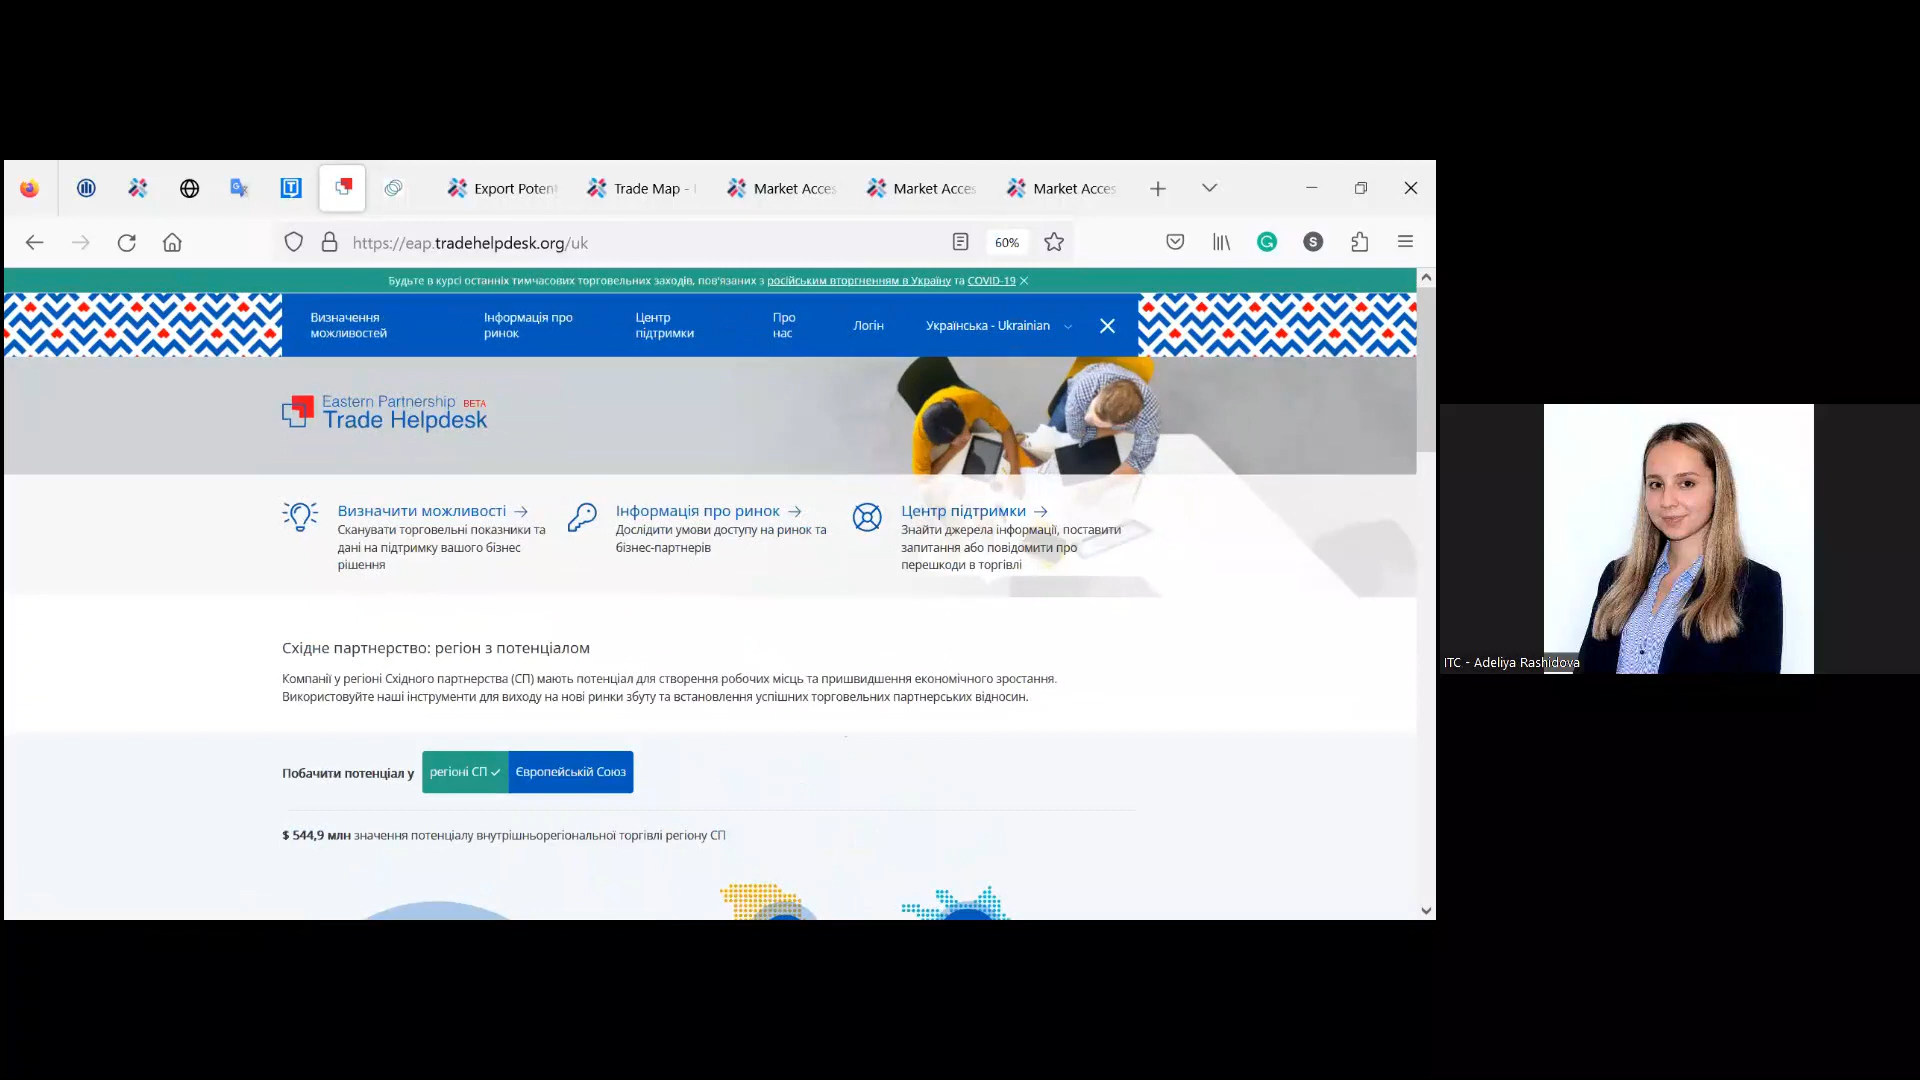 Export Poten
Trade Map -
Market Acces
Market Acces
Market Acces
https://eap.tradehelpdesk.org/uk
60%
Будьте в курсі останніх тимчасових торговельних заходів, пов'язаних з російським вторгненням в Україну та COVID-19
Визначення
можливостей
Інформація про
ринок
Центр
підтримки
Про
нас
Логін
Українська - Ukrainian
Eastern Partnership BETA
Trade Helpdesk
Визначити можливості →
Сканувати торговельні показники та
дані на підтримку вашого бізнес
рішення
Інформація про ринок →
Дослідити умови доступу на ринок та
бізнес-партнерів
Центр підтримки →
Знайти джерела інформації, поставити
запитання або повідомити про
перешкоди в торгівлі
Східне партнерство: регіон з потенціалом
Компанії у регіоні Східного партнерства (СП) мають потенціал для створення робочих місць та пришвидшення економічного зростання.
Використовуйте наші інструменти для виходу на нові ринки збуту та встановлення успішних торговельних партнерських відносин.
Побачити потенціал у
регіоні СП ✓
Європейській Союз
$ 544,9 млн значення потенціалу внутрішньорегіональної торгівлі регіону СП
ITC - Adeliya Rashidova